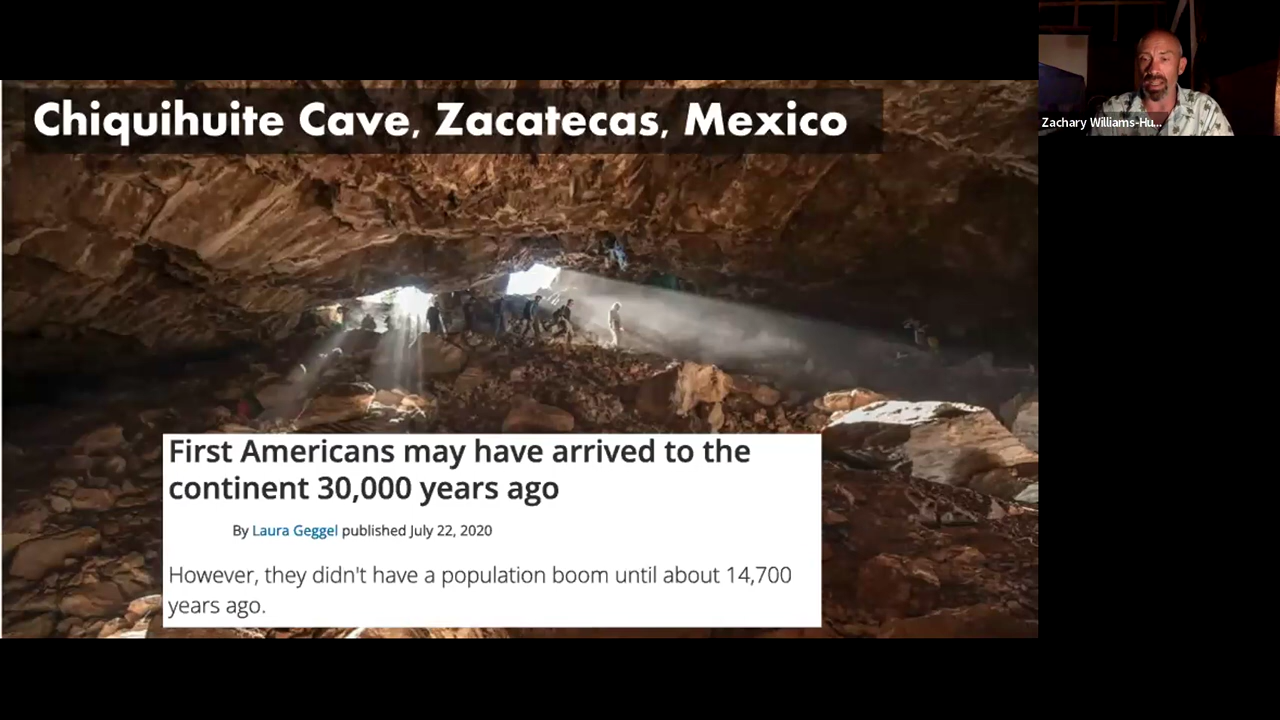 Chiquihuite Cave, Zacatecas, Mexico
Zachary Williams-Hu...
First Americans may have arrived to the
continent 30,000 years ago
By Laura Geggel published July 22, 2020
However, they didn't have a population boom until about 14,700
years ago.